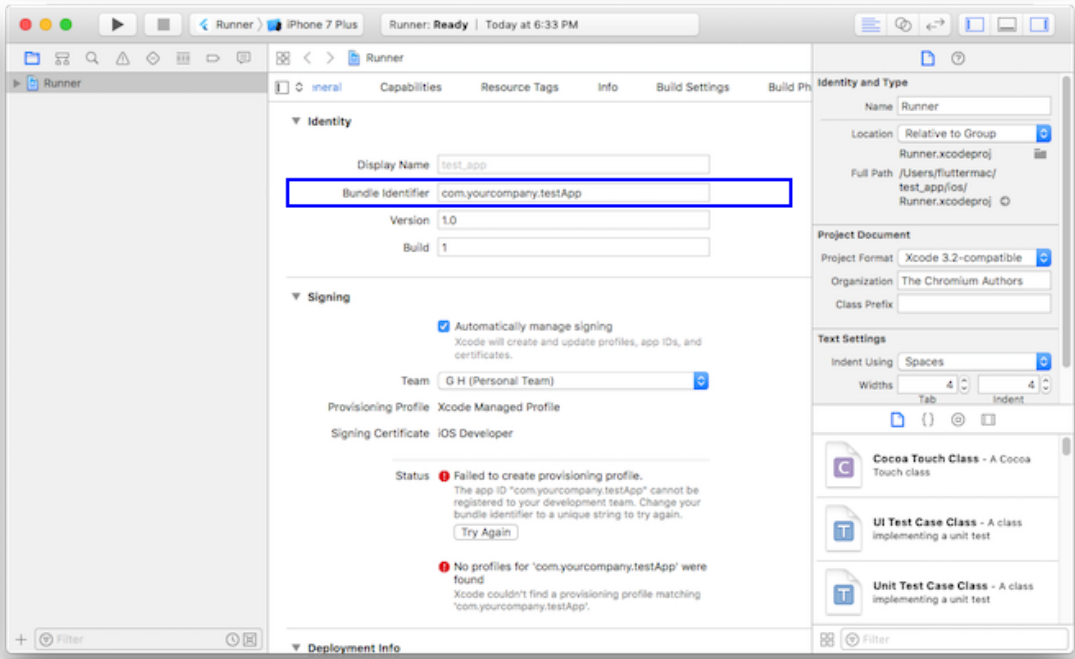 Runner iPhone 7 Plus Runner: Ready | Today at 6:33 PM
Runner
Runner
General Capabilities Resource Tags Info Build Settings Build Ph
Identity
Display Name test_app
Bundle Identifier com.yourcompany.testApp
Version 1.0
Build 1
Signing
Automatically manage signing
Xcode will create and update profiles, app IDs, and
certificates.
Team G H (Personal Team)
Provisioning Profile Xcode Managed Profile
Signing Certificate iOS Developer
Status Failed to create provisioning profile.
The app ID "com.yourcompany.testApp" cannot be
registered to your development team. Change your
bundle identifier to a unique string to try again.
Try Again
No profiles for 'com.yourcompany.testApp' were
found
Xcode couldn't find a provisioning profile matching
'com.yourcompany.testApp'.
Deployment Info
Filter
Identity and Type
Name Runner
Location Relative to Group
Runner.xcodeproj
Full Path /Users/fluttermac/
test_app/ios/
Runner.xcodeproj
Project Document
Project Format Xcode 3.2-compatible
Organization The Chromium Authors
Class Prefix
Text Settings
Indent Using Spaces
Widths 4 4
Tab Indent
C
Cocoa Touch Class - A Cocoa
Touch class
T
UI Test Case Class - A class
implementing a unit test
T
Unit Test Case Class - A class
implementing a unit test
Filter